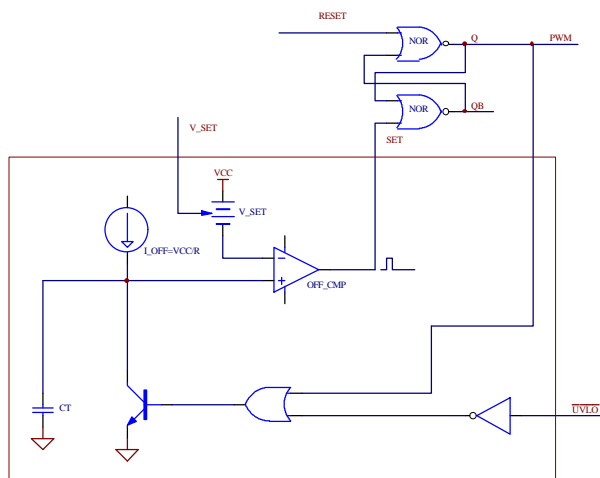 RESET
NOR
Q
PWM
NOR
QB
V_SET
SET
VCC
V_SET
I_OFF=VCC/R
OFF_CMP
CT
UVLO